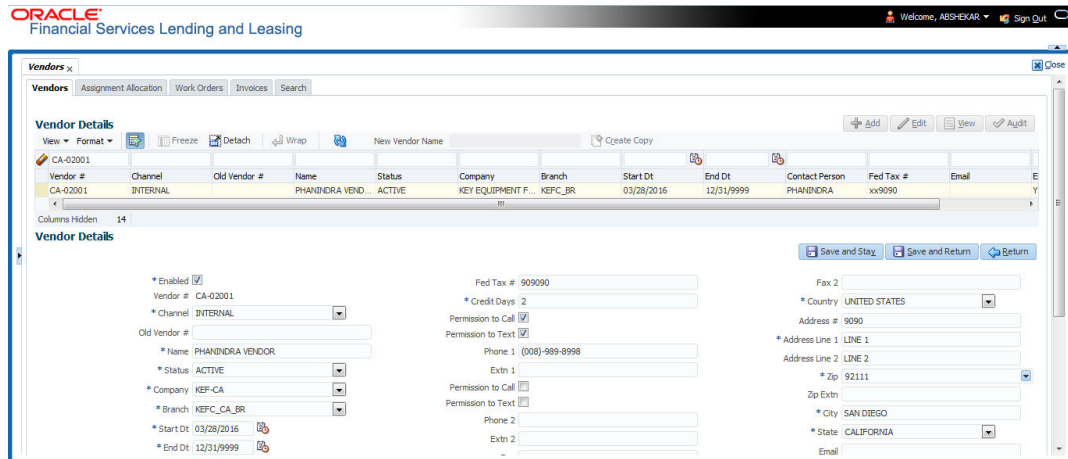 ORACLE®
Financial Services Lending and Leasing
Welcome, ABSHEKAR
Sign Out
Vendors
Close
Vendors Assignment Allocation Work Orders Invoices Search
Vendor Details
Add Edit View Audit
View Format Freeze Detach Wrap New Vendor Name Create Copy
CA-02001
Vendor # Channel Old Vendor # Name Status Company Branch Start Dt End Dt Contact Person Fed Tax # Email E
CA-02001 INTERNAL PHANINDRA VEND... ACTIVE KEY EQUIPMENT F... KEFC_BR 03/28/2016 12/31/9999 PHANINDRA xx9090 Y
Columns Hidden 14
Vendor Details
Save and Stay Save and Return Return
* Enabled
Vendor # CA-02001
* Channel INTERNAL
Old Vendor #
* Name PHANINDRA VENDOR
* Status ACTIVE
* Company KEF-CA
* Branch KEFC_CA_BR
* Start Dt 03/28/2016
* End Dt 12/31/9999
Fed Tax # 909090
* Credit Days 2
Permission to Call
Permission to Text
Phone 1 (008)-989-8998
Extn 1
Permission to Call
Permission to Text
Phone 2
Extn 2
Fax 2
* Country UNITED STATES
Address # 9090
* Address Line 1 LINE 1
Address Line 2 LINE 2
* Zip 92111
Zip Extn
* City SAN DIEGO
* State CALIFORNIA
Email